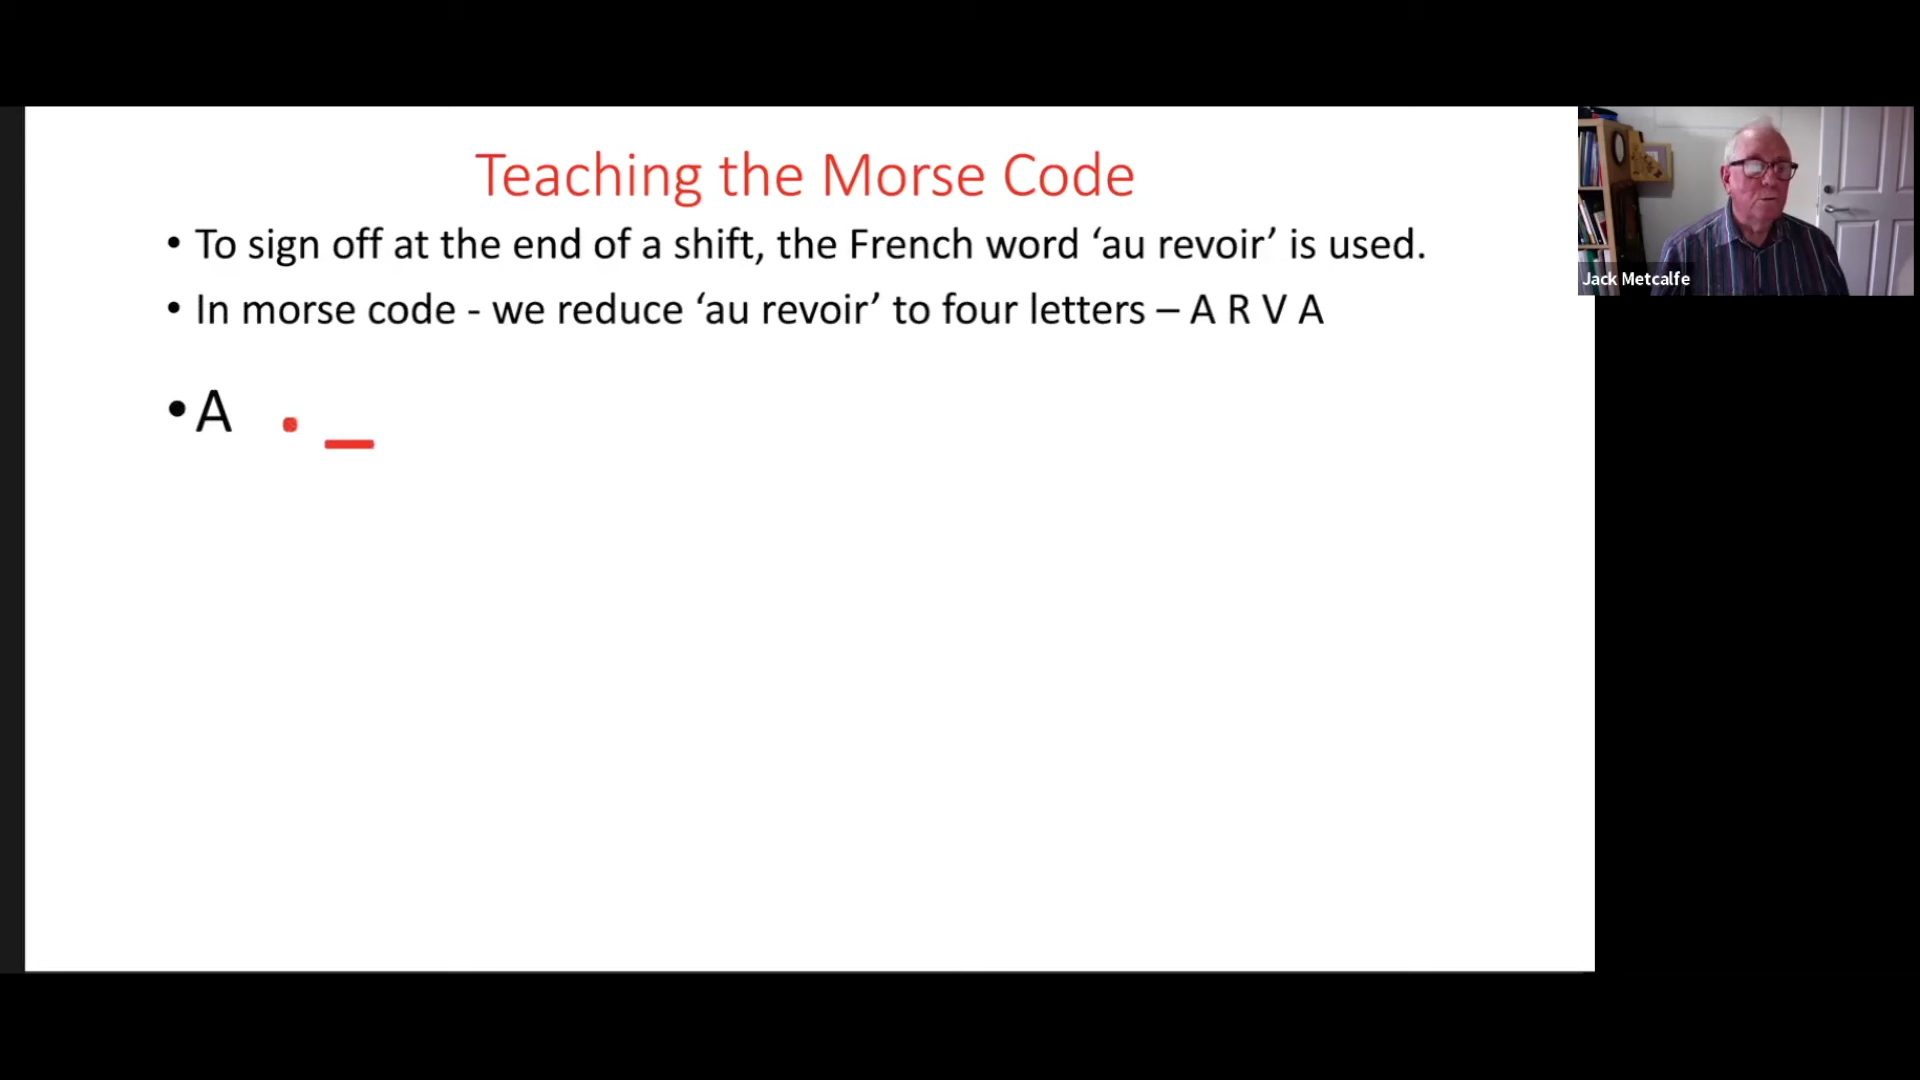 Teaching the Morse Code
• To sign off at the end of a shift, the French word ‘au revoir’ is used.
• In morse code - we reduce ‘au revoir’ to four letters – A R V A
• A . _
Jack Metcalfe